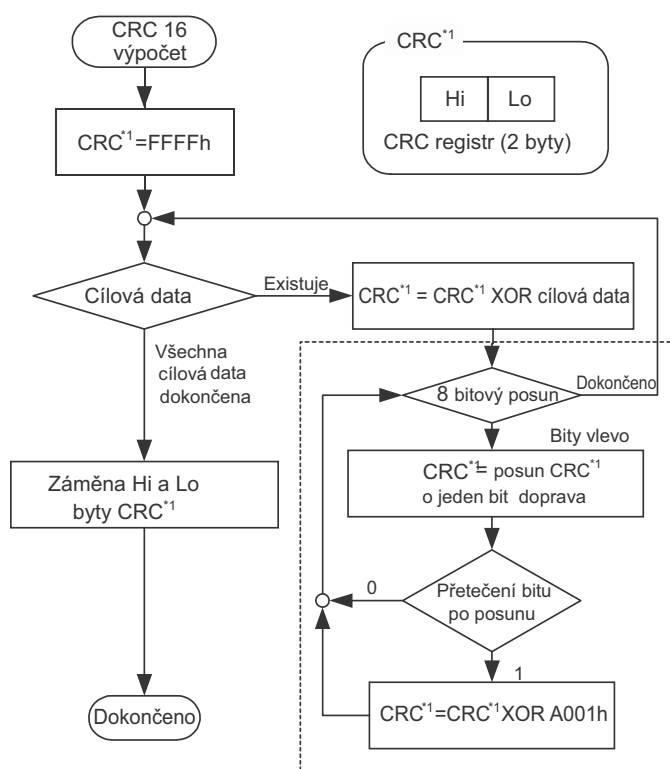 CRC 16
výpočet
CRC*1
Hi Lo
CRC registr (2 byty)
CRC*1=FFFFh
Cílová data
Existuje
CRC*1 = CRC*1 XOR cílová data
Všechna
cílová data
dokončena
8 bitový posun
Dokončeno
Bity vlevo
CRC*1= posun CRC*1
o jeden bit doprava
Záměna Hi a Lo
byty CRC*1
Přetečení bitu
po posunu
0
1
CRC*1=CRC*1XOR A001h
Dokončeno